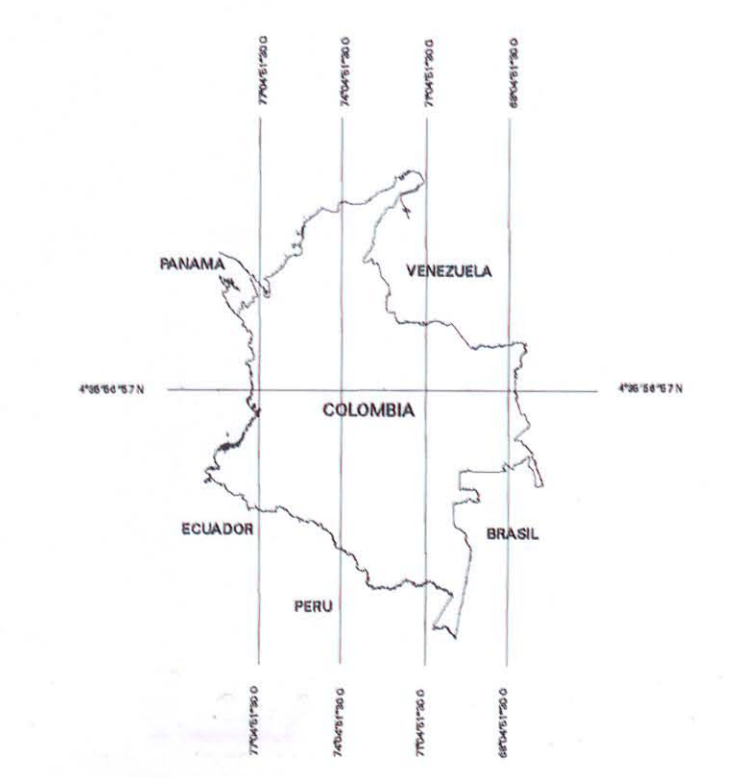 77°04'51"30 O
74°04'51"30 O
71°04'51"30 O
68°04'51"30 O
PANAMA
VENEZUELA
4°35'56"57 N
4°35'56"57 N
COLOMBIA
ECUADOR
BRASIL
PERU
77°04'51"30 O
74°04'51"30 O
71°04'51"30 O
68°04'51"30 O